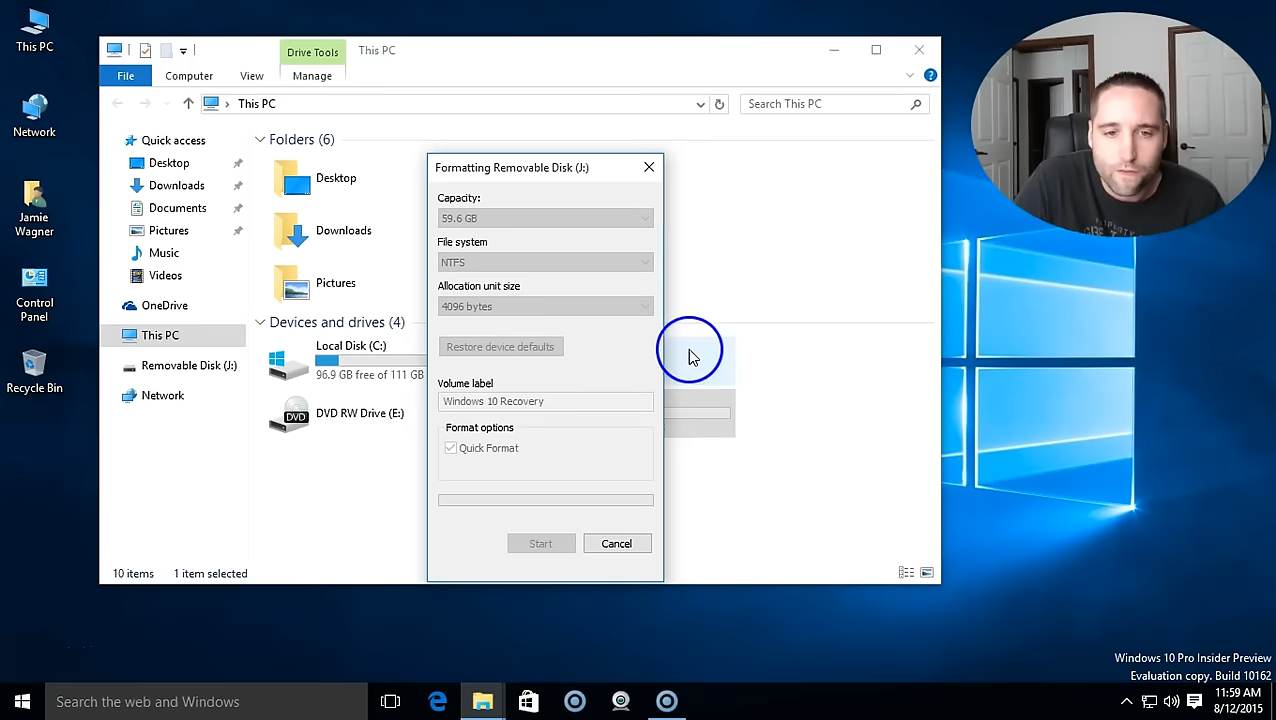 This PC
Network
Jamie
Wagner
Control
Panel
Recycle Bin
Drive Tools
This PC
File
Computer
View
Manage
This PC
Search This PC
Quick access
Desktop
Downloads
Documents
Pictures
Music
Videos
OneDrive
This PC
Removable Disk (J:)
Network
Folders (6)
Desktop
Downloads
Pictures
Devices and drives (4)
Local Disk (C:)
96.9 GB free of 111 GB
DVD
DVD RW Drive (E:)
10 items
1 item selected
Formatting Removable Disk (J:)
Capacity:
59.6 GB
File system
NTFS
Allocation unit size
4096 bytes
Restore device defaults
Volume label
Windows 10 Recovery
Format options
Quick Format
Start
Cancel
Windows 10 Pro Insider Preview
Evaluation copy. Build 10162
Search the web and Windows
11:59 AM
8/12/2015